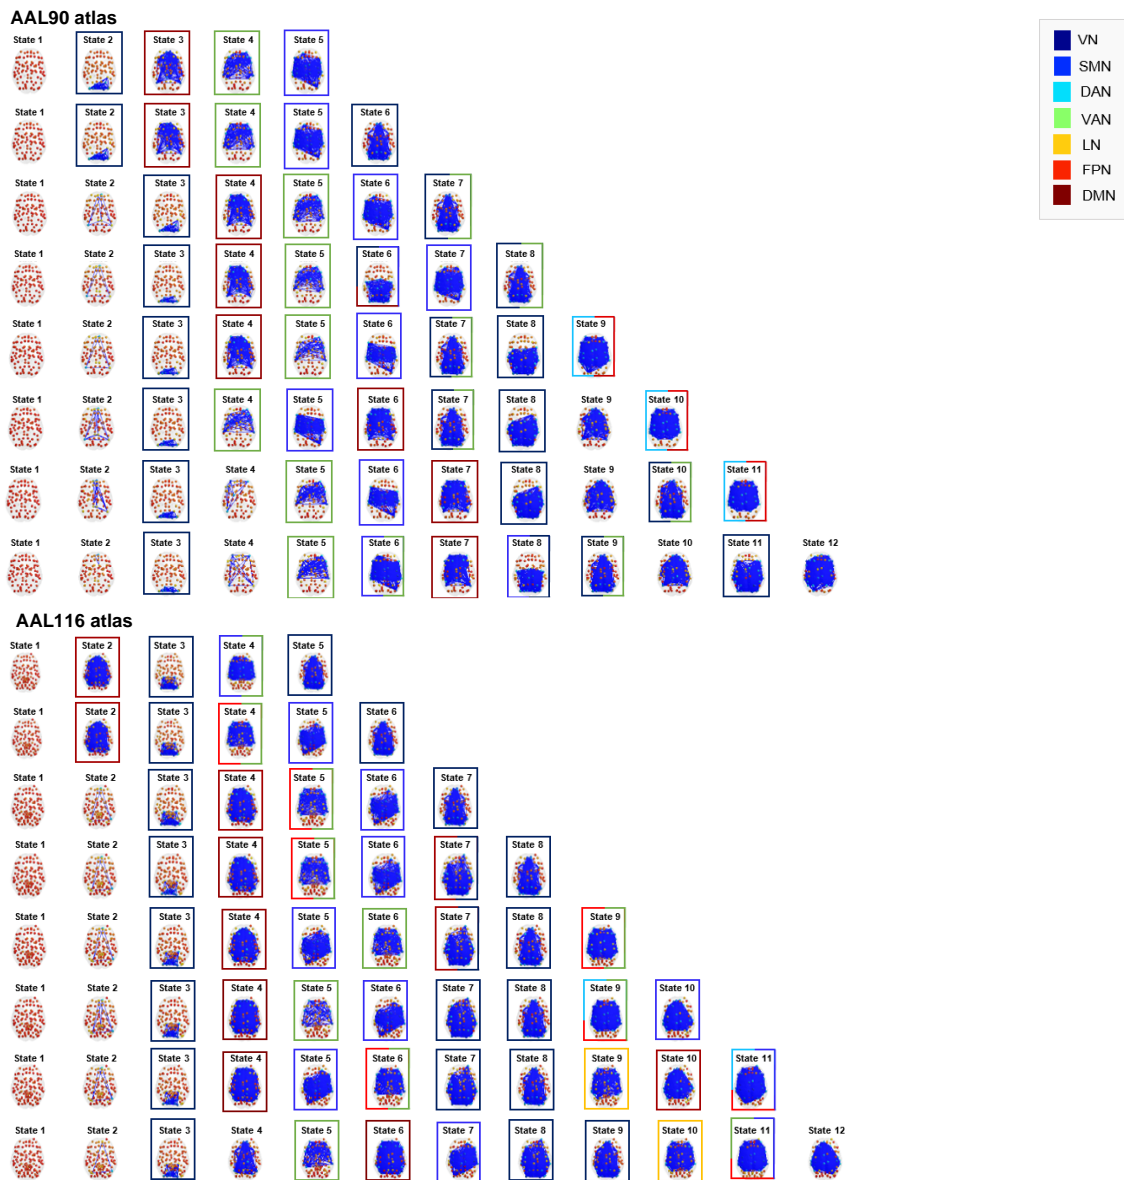 AAL90 atlas
State 1 State 2 State 3 State 4 State 5
State 1 State 2 State 3 State 4 State 5 State 6
State 1 State 2 State 3 State 4 State 5 State 6 State 7
State 1 State 2 State 3 State 4 State 5 State 6 State 7 State 8
State 1 State 2 State 3 State 4 State 5 State 6 State 7 State 8 State 9
State 1 State 2 State 3 State 4 State 5 State 6 State 7 State 8 State 9 State 10
State 1 State 2 State 3 State 4 State 5 State 6 State 7 State 8 State 9 State 10 State 11
State 1 State 2 State 3 State 4 State 5 State 6 State 7 State 8 State 9 State 10 State 11 State 12
VN
SMN
DAN
VAN
LN
FPN
DMN
AAL116 atlas
State 1 State 2 State 3 State 4 State 5
State 1 State 2 State 3 State 4 State 5 State 6
State 1 State 2 State 3 State 4 State 5 State 6 State 7
State 1 State 2 State 3 State 4 State 5 State 6 State 7 State 8
State 1 State 2 State 3 State 4 State 5 State 6 State 7 State 8 State 9
State 1 State 2 State 3 State 4 State 5 State 6 State 7 State 8 State 9 State 10
State 1 State 2 State 3 State 4 State 5 State 6 State 7 State 8 State 9 State 10 State 11
State 1 State 2 State 3 State 4 State 5 State 6 State 7 State 8 State 9 State 10 State 11 State 12